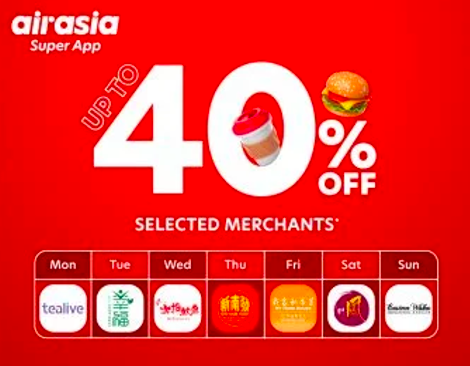 airasia
Super App
UP TO
40%
OFF
SELECTED MERCHANTS*
Mon Tue Wed Thu Fri Sat Sun
tealive